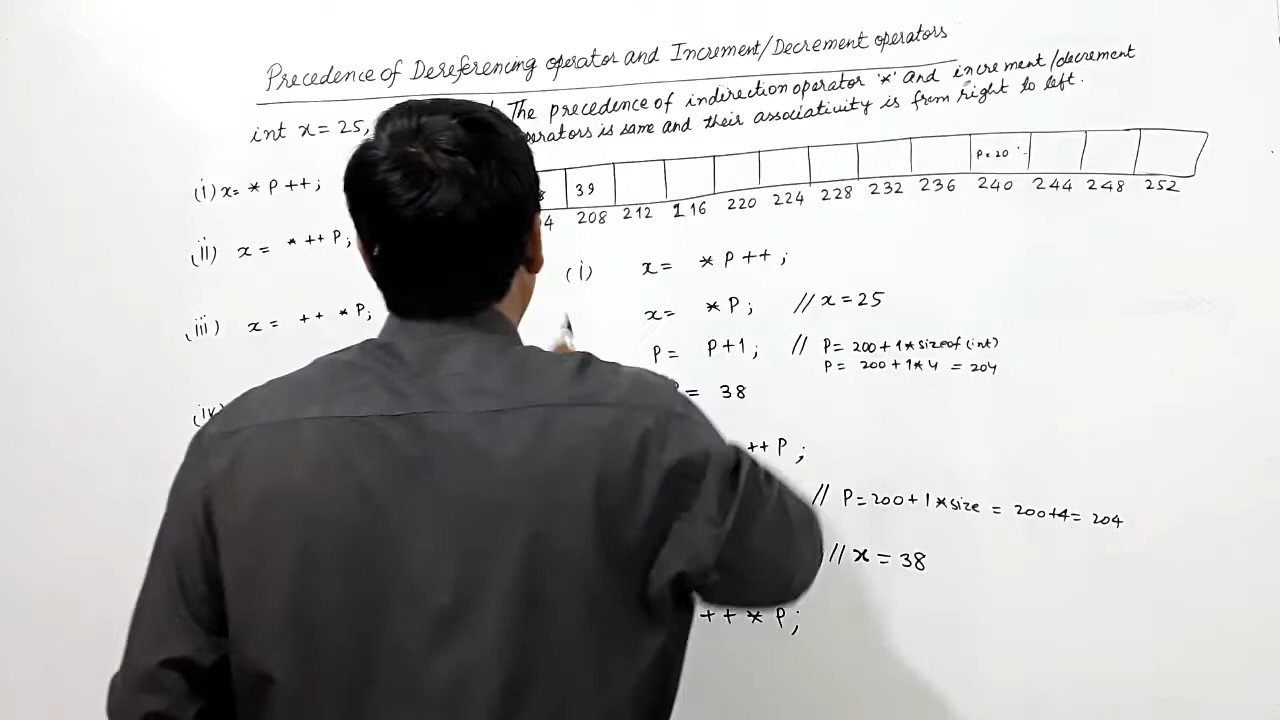 Precedence of Dereferencing operator and Increment/Decrement operators
int x = 25, The precedence of indirection operator '*' and increment/decrement
operators is same and their associativity is from right to left.
(i) x = *P++;
39 P = 20
208 212 216 220 224 228 232 236 240 244 248 252
(ii) x = *++P;
(iii) x = ++*P;
(iv)
(i) x = *P++;
x = *P; // x = 25
P = P+1; // P = 200+1*sizeof(int)
P = 200+1*4 = 204
= 38
++P;
// P = 200+1*size = 200+4 = 204
// x = 38
++*P;